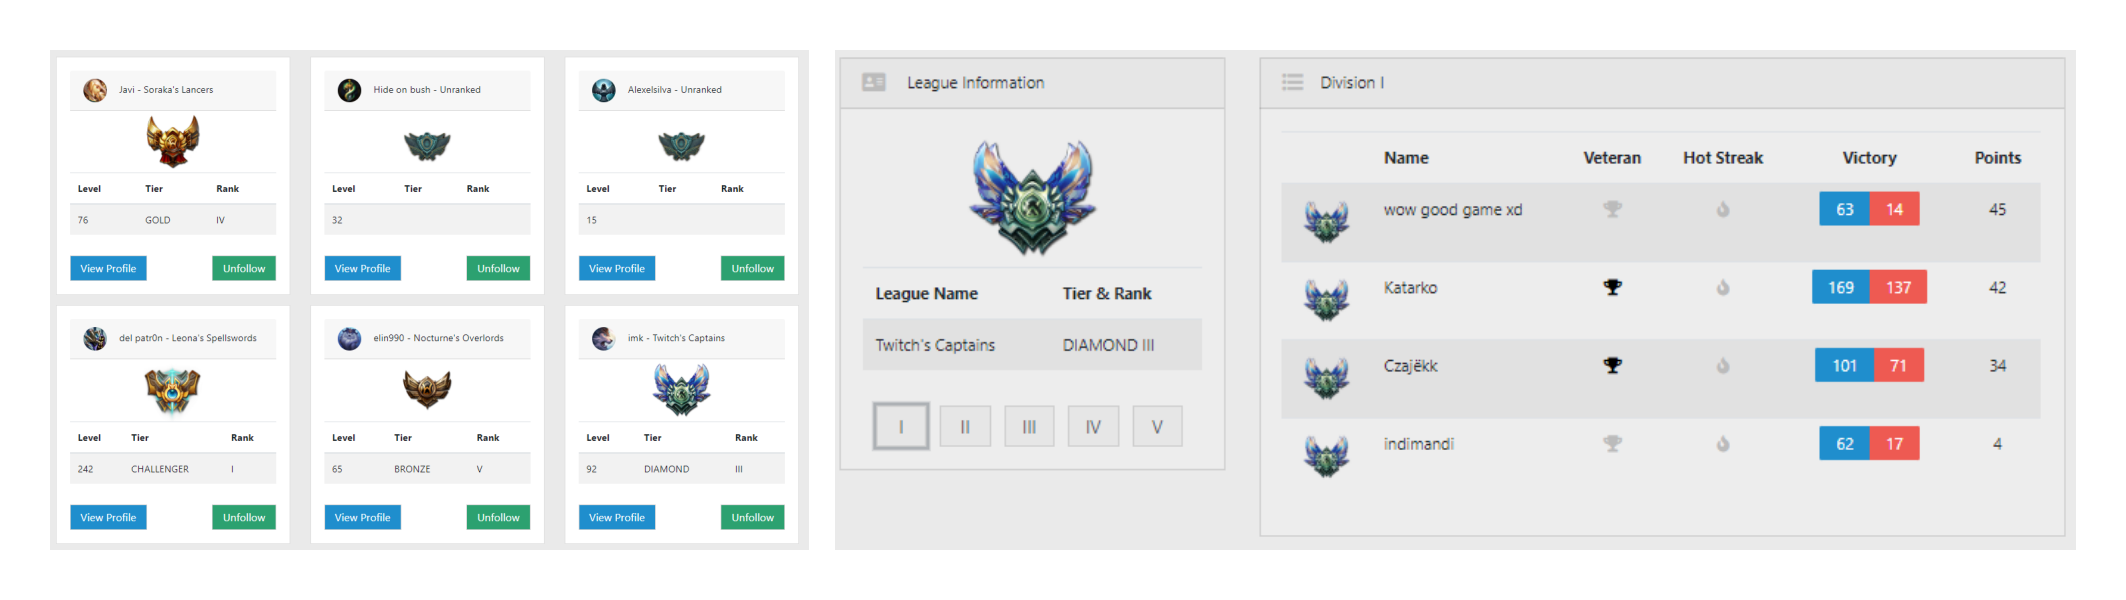 Javi - Soraka's Lancers
Level Tier Rank
76 GOLD IV
View Profile Unfollow
Hide on bush - Unranked
Level Tier Rank
32
View Profile Unfollow
Alexelsilva - Unranked
Level Tier Rank
15
View Profile Unfollow
del patr0n - Leona's Spellswords
Level Tier Rank
242 CHALLENGER I
View Profile Unfollow
elin990 - Nocturne's Overlords
Level Tier Rank
65 BRONZE V
View Profile Unfollow
imk - Twitch's Captains
Level Tier Rank
92 DIAMOND III
View Profile Unfollow
League Information
League Name Tier & Rank
Twitch's Captains DIAMOND III
I II III IV V
Division I
Name Veteran Hot Streak Victory Points
wow good game xd 63 14 45
Katarko 169 137 42
Czajëkk 101 71 34
indimandi 62 17 4